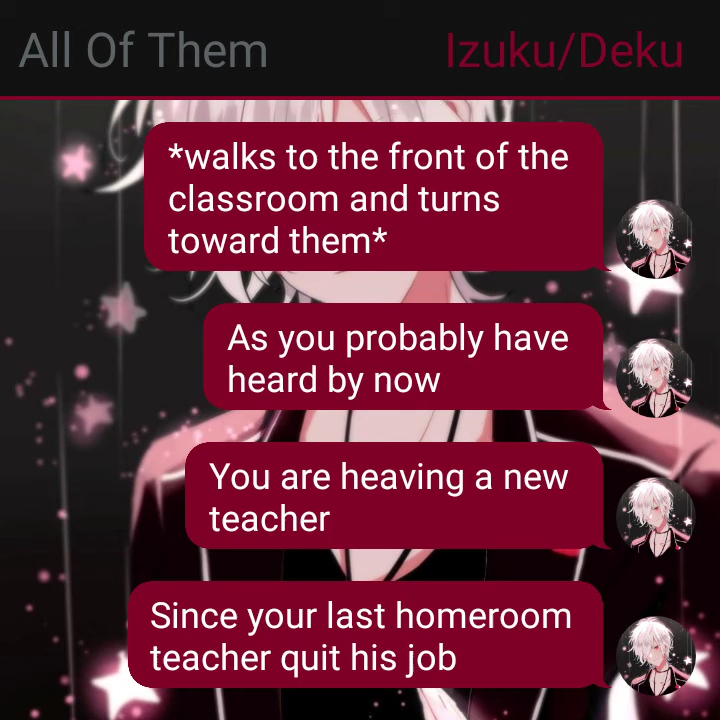 All Of Them
Izuku/Deku
*walks to the front of the
classroom and turns
toward them*
As you probably have
heard by now
You are heaving a new
teacher
Since your last homeroom
teacher quit his job